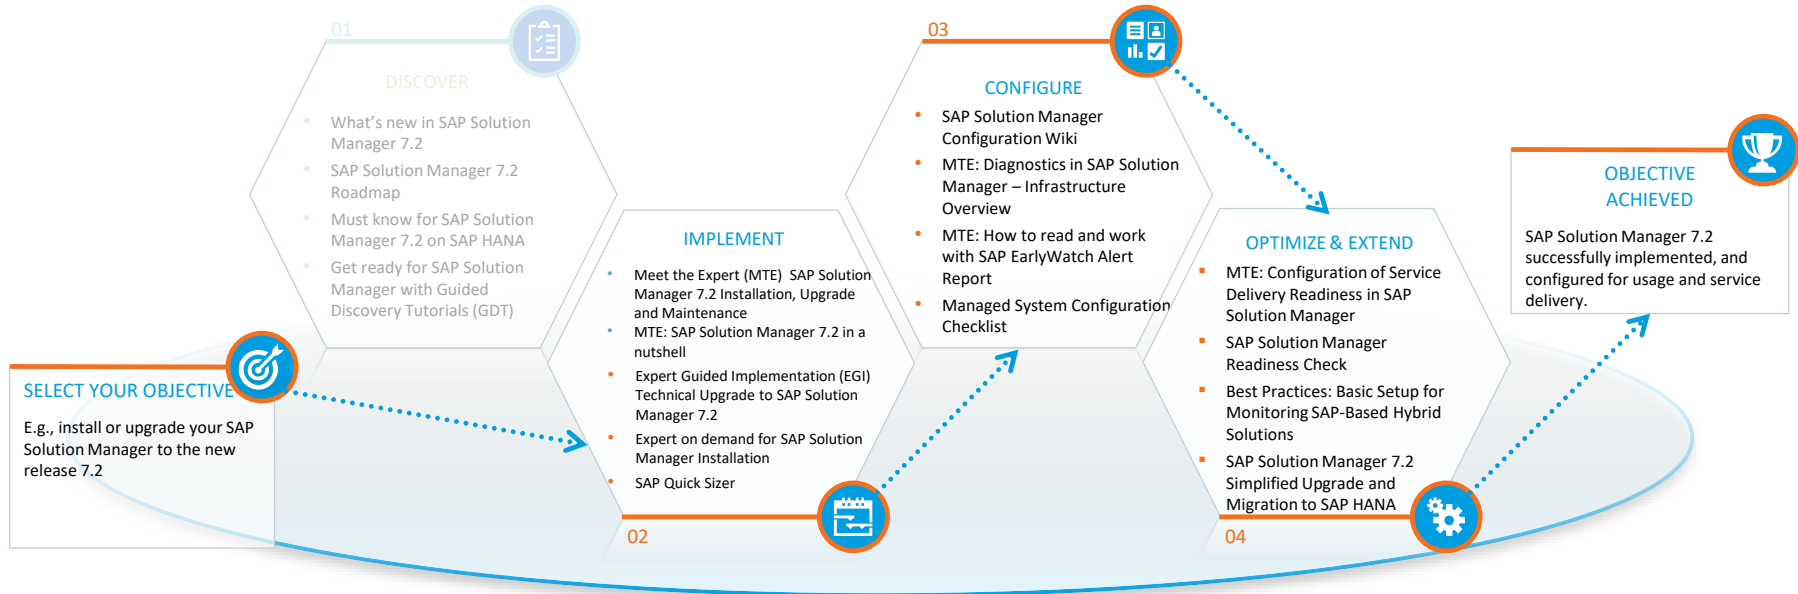 SELECT YOUR OBJECTIVE
E.g., install or upgrade your SAP
Solution Manager to the new
release 7.2
01
DISCOVER
• What's new in SAP Solution
Manager 7.2
• SAP Solution Manager 7.2
Roadmap
• Must know for SAP Solution
Manager 7.2 on SAP HANA
• Get ready for SAP Solution
Manager with Guided
Discovery Tutorials (GDT)
IMPLEMENT
• Meet the Expert (MTE) SAP Solution
Manager 7.2 Installation, Upgrade
and Maintenance
• MTE: SAP Solution Manager 7.2 in a
nutshell
• Expert Guided Implementation (EGI)
Technical Upgrade to SAP Solution
Manager 7.2
• Expert on demand for SAP Solution
Manager Installation
• SAP Quick Sizer
02
03
CONFIGURE
• SAP Solution Manager
Configuration Wiki
• MTE: Diagnostics in SAP Solution
Manager – Infrastructure
Overview
• MTE: How to read and work
with SAP EarlyWatch Alert
Report
• Managed System Configuration
Checklist
OPTIMIZE & EXTEND
▪ MTE: Configuration of Service
Delivery Readiness in SAP
Solution Manager
▪ SAP Solution Manager
Readiness Check
▪ Best Practices: Basic Setup for
Monitoring SAP-Based Hybrid
Solutions
▪ SAP Solution Manager 7.2
Simplified Upgrade and
Migration to SAP HANA
04
OBJECTIVE
ACHIEVED
SAP Solution Manager 7.2
successfully implemented, and
configured for usage and service
delivery.